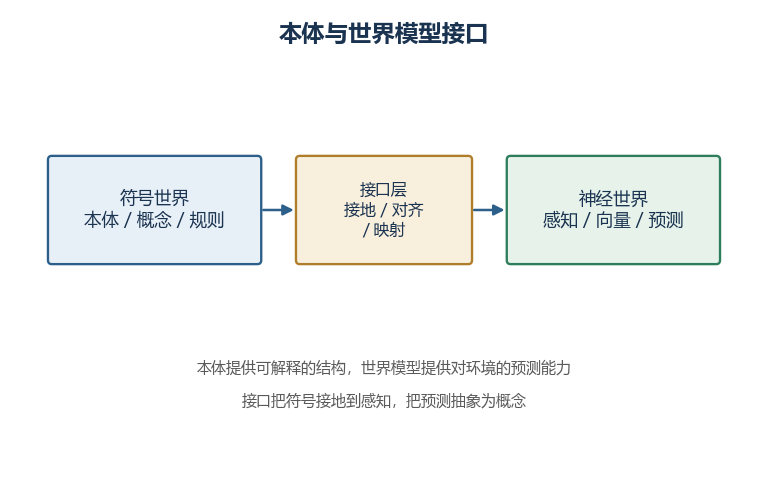 本体与世界模型接口
符号世界
本体 / 概念 / 规则
接口层
接地 / 对齐
/ 映射
神经世界
感知 / 向量 / 预测
本体提供可解释的结构，世界模型提供对环境的预测能力
接口把符号接地到感知，把预测抽象为概念